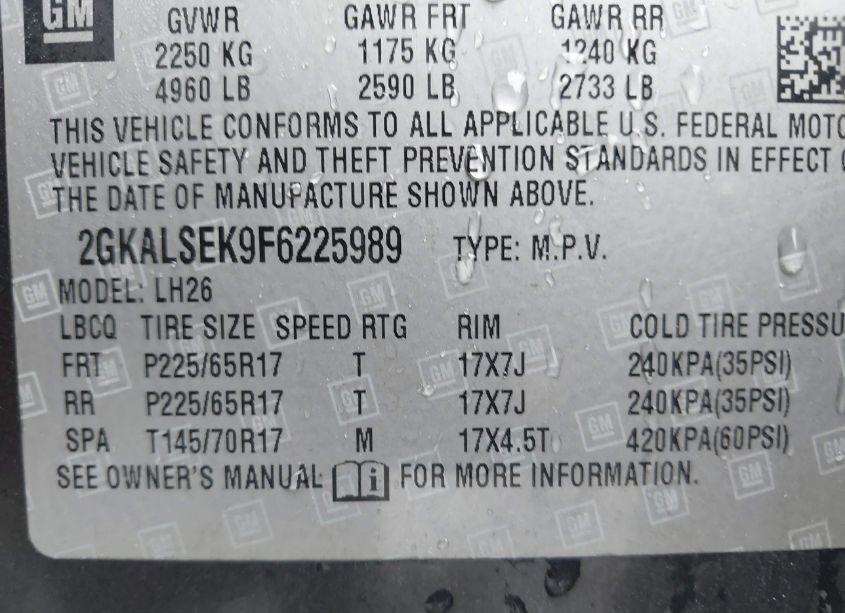 GM
GVWR GAWR FRT GAWR RR
2250 KG 1175 KG 1240 KG
4960 LB 2590 LB 2733 LB
THIS VEHICLE CONFORMS TO ALL APPLICABLE U.S. FEDERAL MOTO
VEHICLE SAFETY AND THEFT PREVENTION STANDARDS IN EFFECT
THE DATE OF MANUFACTURE SHOWN ABOVE.
2GKALSEK9F6225989 TYPE: M.P.V.
MODEL: LH26
LBCQ TIRE SIZE SPEED RTG RIM COLD TIRE PRESSU
FRT P225/65R17 T 17X7J 240KPA(35PSI)
RR P225/65R17 T 17X7J 240KPA(35PSI)
SPA T145/70R17 M 17X4.5T 420KPA(60PSI)
SEE OWNER'S MANUAL i FOR MORE INFORMATION.